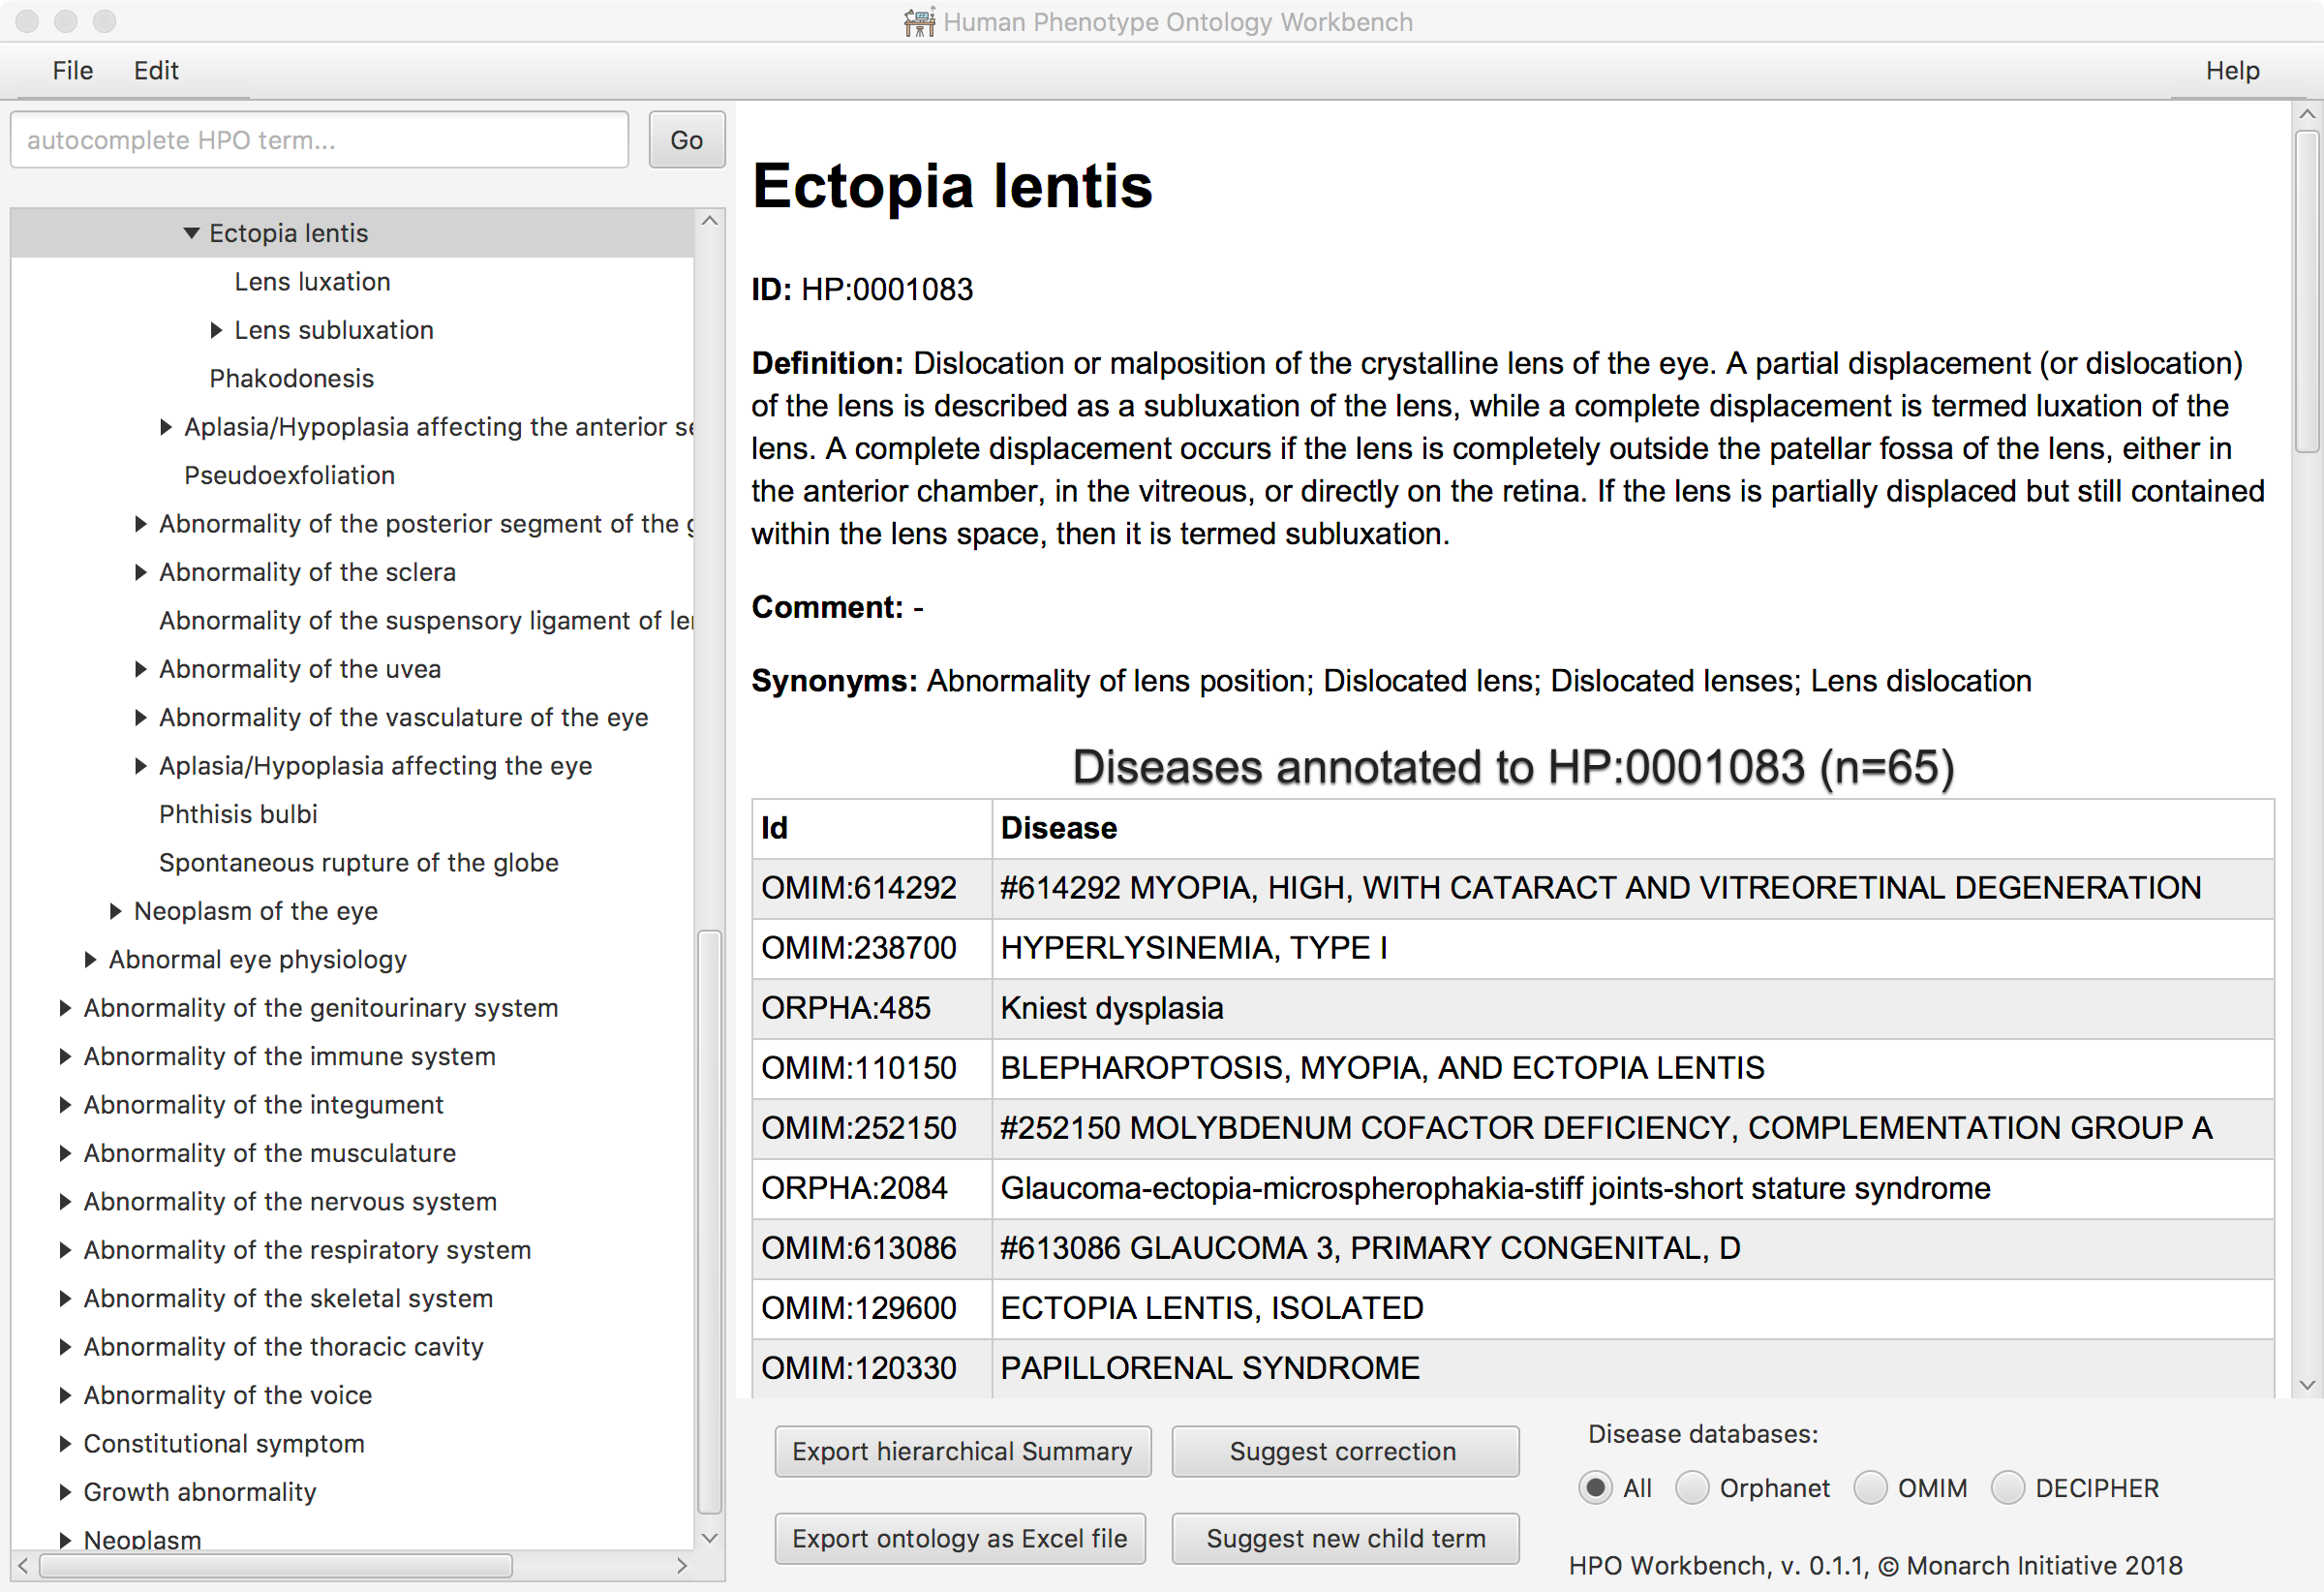 Human Phenotype Ontology Workbench
File Edit Help
autocomplete HPO term... Go
Ectopia lentis
Lens luxation
Lens subluxation
Phakodonesis
Aplasia/Hypoplasia affecting the anterior
Pseudoexfoliation
Abnormality of the posterior segment of the
Abnormality of the sclera
Abnormality of the suspensory ligament of
Abnormality of the uvea
Abnormality of the vasculature of the eye
Aplasia/Hypoplasia affecting the eye
Phthisis bulbi
Spontaneous rupture of the globe
Neoplasm of the eye
Abnormal eye physiology
Abnormality of the genitourinary system
Abnormality of the immune system
Abnormality of the integument
Abnormality of the musculature
Abnormality of the nervous system
Abnormality of the respiratory system
Abnormality of the skeletal system
Abnormality of the thoracic cavity
Abnormality of the voice
Constitutional symptom
Growth abnormality
Neoplasm
Ectopia lentis
ID: HP:0001083
Definition: Dislocation or malposition of the crystalline lens of the eye. A partial displacement (or dislocation)
of the lens is described as a subluxation of the lens, while a complete displacement is termed luxation of the
lens. A complete displacement occurs if the lens is completely outside the patellar fossa of the lens, either in
the anterior chamber, in the vitreous, or directly on the retina. If the lens is partially displaced but still contained
within the lens space, then it is termed subluxation.
Comment: -
Synonyms: Abnormality of lens position; Dislocated lens; Dislocated lenses; Lens dislocation
Diseases annotated to HP:0001083 (n=65)
Id Disease
OMIM:614292 #614292 MYOPIA, HIGH, WITH CATARACT AND VITREORETINAL DEGENERATION
OMIM:238700 HYPERLYSINEMIA, TYPE I
ORPHA:485 Kniest dysplasia
OMIM:110150 BLEPHAROPTOSIS, MYOPIA, AND ECTOPIA LENTIS
OMIM:252150 #252150 MOLYBDENUM COFACTOR DEFICIENCY, COMPLEMENTATION GROUP A
ORPHA:2084 Glaucoma-ectopia-microspherophakia-stiff joints-short stature syndrome
OMIM:613086 #613086 GLAUCOMA 3, PRIMARY CONGENITAL, D
OMIM:129600 ECTOPIA LENTIS, ISOLATED
OMIM:120330 PAPILLORENAL SYNDROME
Export hierarchical Summary Suggest correction
Export ontology as Excel file Suggest new child term
Disease databases:
All Orphanet OMIM DECIPHER
HPO Workbench, v. 0.1.1, © Monarch Initiative 2018